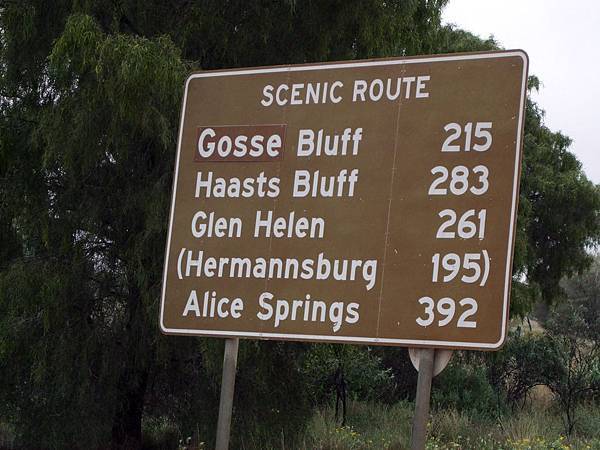 SCENIC ROUTE
Gosse Bluff 215
Haasts Bluff 283
Glen Helen 261
(Hermannsburg 195)
Alice Springs 392